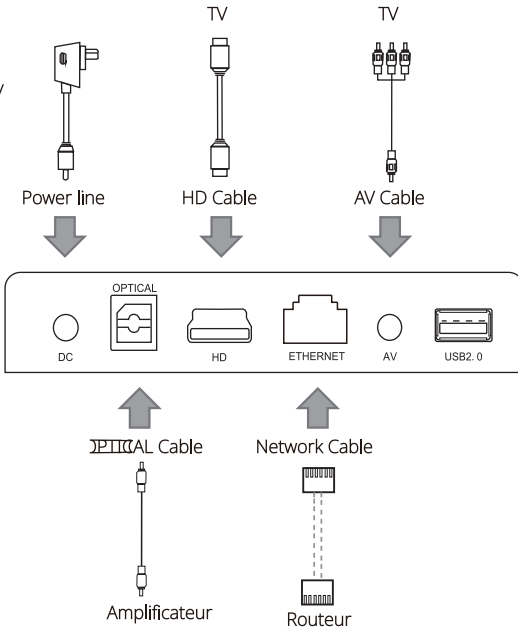 TV
TV
Power line
HD Cable
AV Cable
OPTICAL
DC
HD
ETHERNET
AV
USB2. 0
Cable
Network Cable
Amplificateur
Routeur